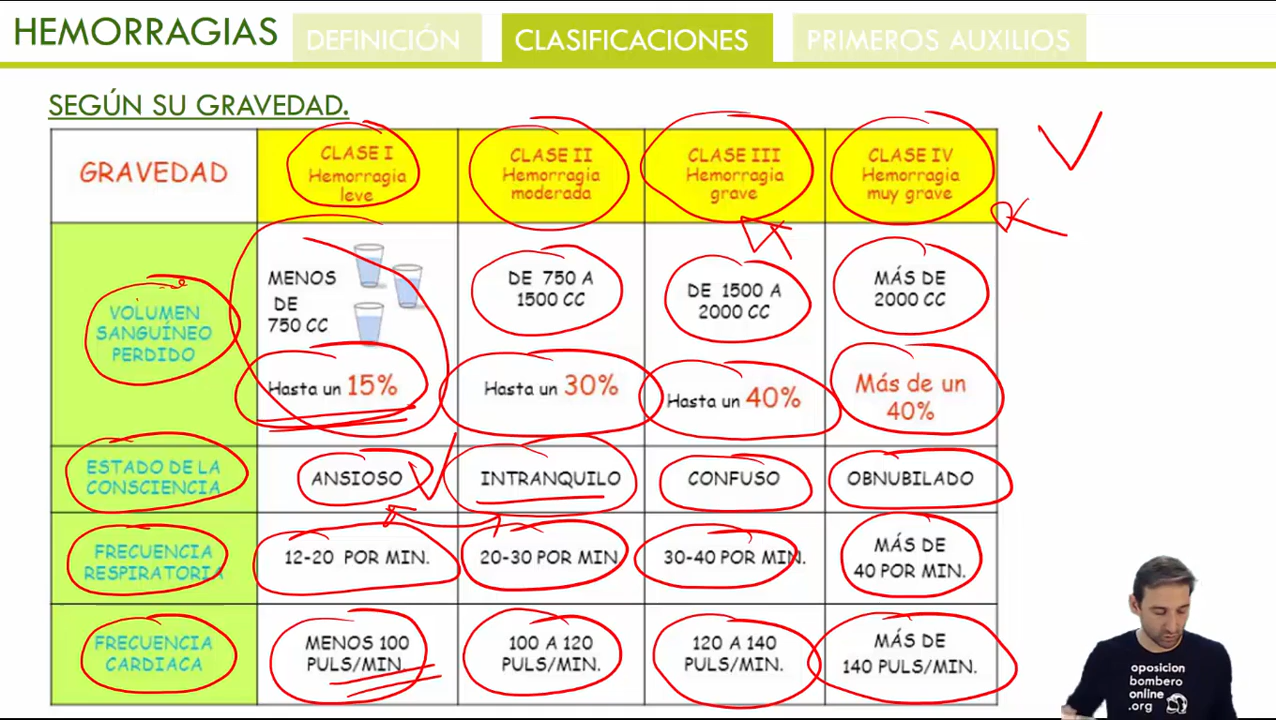 HEMORRAGIAS
DEFINICIÓN
CLASIFICACIONES
PRIMEROS AUXILIOS
SEGÚN SU GRAVEDAD.
GRAVEDAD
CLASE I
Hemorragia
leve
CLASE II
Hemorragia
moderada
CLASE III
Hemorragia
grave
CLASE IV
Hemorragia
muy grave
VOLUMEN
SANGUÍNEO
PERDIDO
MENOS
DE
750 CC
Hasta un 15%
DE 750 A
1500 CC
Hasta un 30%
DE 1500 A
2000 CC
Hasta un 40%
MÁS DE
2000 CC
Más de un
40%
ESTADO DE LA
CONSCIENCIA
ANSIOSO
INTRANQUILO
CONFUSO
OBNUBILADO
FRECUENCIA
RESPIRATORIA
12-20 POR MIN.
20-30 POR MIN
30-40 POR MIN.
MÁS DE
40 POR MIN.
FRECUENCIA
CARDIACA
MENOS 100
PULS/MIN.
100 A 120
PULS/MIN.
120 A 140
PULS/MIN.
MÁS DE
140 PULS/MIN.
oposicion
bombero
online
.org